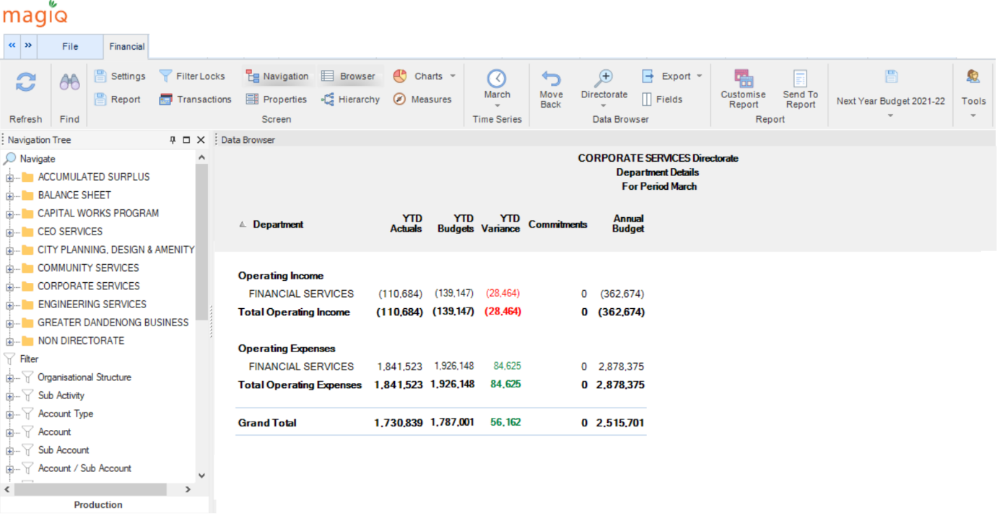 magiq
« » File Financial
Settings Filter Locks Navigation Browser Charts
Report Transactions Properties Hierarchy Measures
Refresh Find Screen
March
Time Series
Move Back
Directorate
Export
Fields
Data Browser
Customise Report
Send To Report
Report
Next Year Budget 2021-22
Tools
Navigation Tree
Data Browser
Navigate
ACCUMULATED SURPLUS
BALANCE SHEET
CAPITAL WORKS PROGRAM
CEO SERVICES
CITY PLANNING, DESIGN & AMENITY
COMMUNITY SERVICES
CORPORATE SERVICES
ENGINEERING SERVICES
GREATER DANDENONG BUSINESS
NON DIRECTORATE
Filter
Organisational Structure
Sub Activity
Account Type
Account
Sub Account
Account / Sub Account
Production
CORPORATE SERVICES Directorate
Department Details
For Period March
Department YTD Actuals YTD Budgets YTD Variance Commitments Annual Budget
Operating Income
FINANCIAL SERVICES (110,684) (139,147) (28,464) 0 (362,674)
Total Operating Income (110,684) (139,147) (28,464) 0 (362,674)
Operating Expenses
FINANCIAL SERVICES 1,841,523 1,926,148 84,625 0 2,878,375
Total Operating Expenses 1,841,523 1,926,148 84,625 0 2,878,375
Grand Total 1,730,839 1,787,001 56,162 0 2,515,701